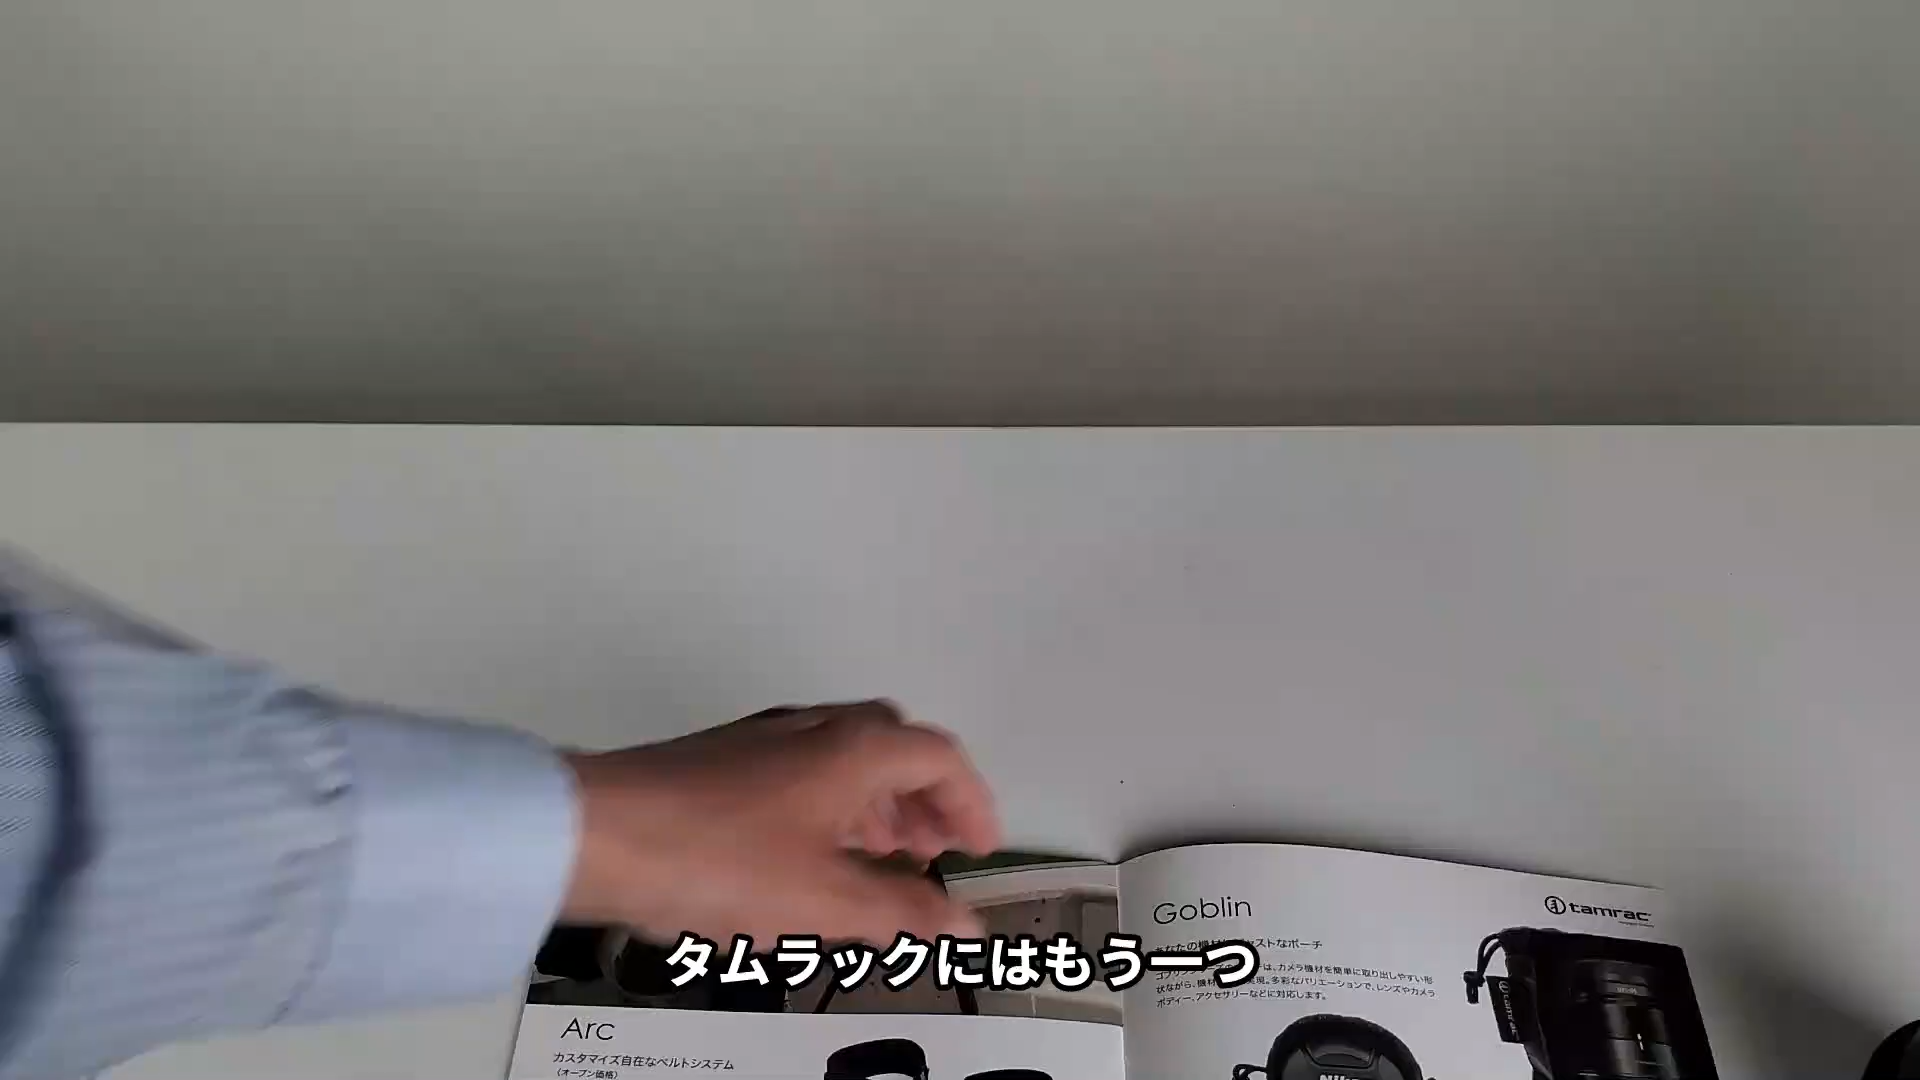 Goblin
tamrac
タムラックにはもう一つ
は、カメラ機材を簡単に取り出しやすい形
状ながら、機材
実現。多彩なバリエーションで、レンズやカメラ
ボディー、アクセサリーなどに対応します。
Arc
カスタマイズ自在なベルトシステム
(オープン価格)
tamrac